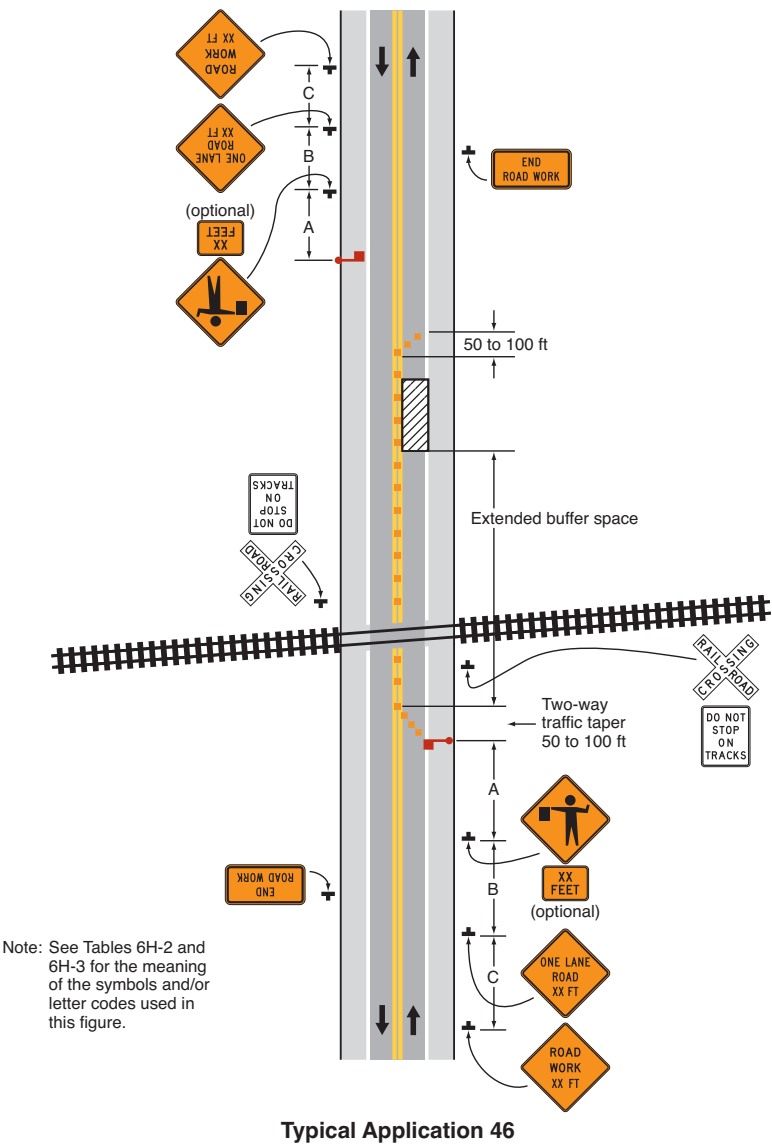 ROAD
WORK
XX FT
C
ONE LANE
ROAD
XX FT
B
END
ROAD WORK
(optional)
XX
FEET
A
50 to 100 ft
DO NOT
STOP
ON
TRACKS
Extended buffer space
RAILROAD
CROSSING
RAILROAD
CROSSING
Two-way
traffic taper
50 to 100 ft
DO NOT
STOP
ON
TRACKS
A
END
ROAD WORK
XX
FEET
B
(optional)
Note: See Tables 6H-2 and
6H-3 for the meaning
of the symbols and/or
letter codes used in
this figure.
ONE LANE
ROAD
XX FT
C
ROAD
WORK
XX FT
Typical Application 46